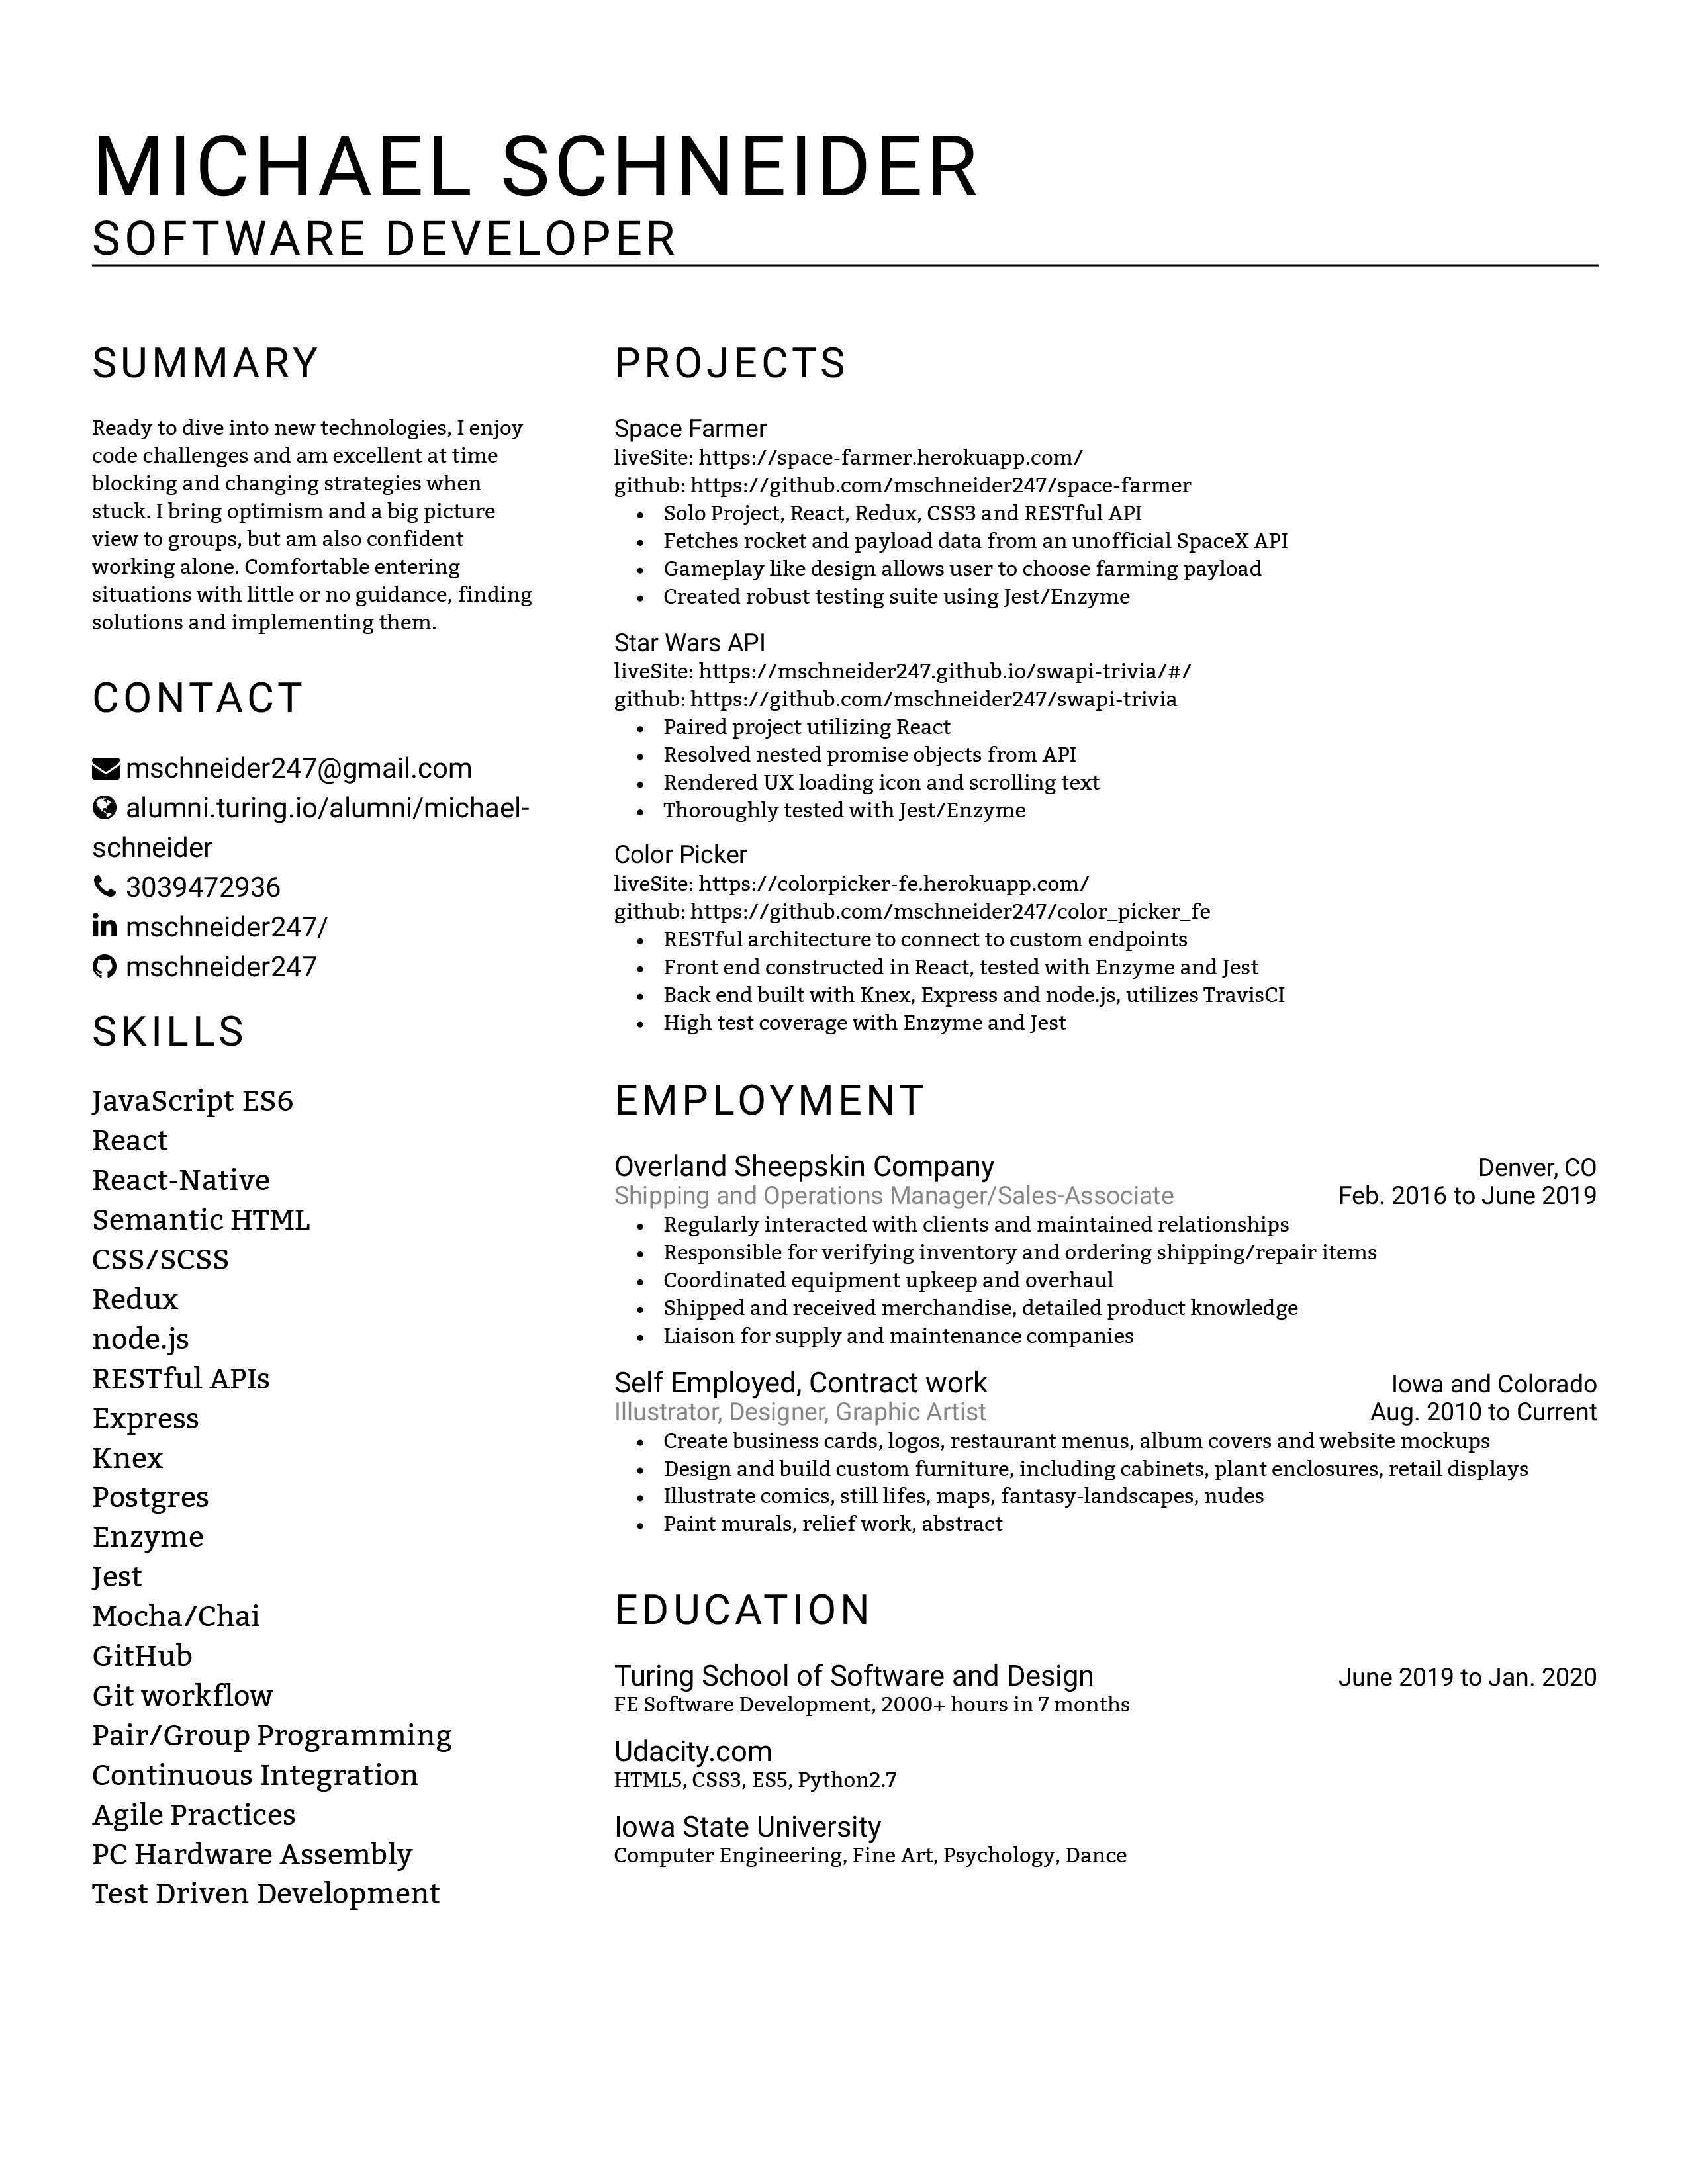 MICHAEL SCHNEIDER
SOFTWARE DEVELOPER
SUMMARY
Ready to dive into new technologies, I enjoy
code challenges and am excellent at time
blocking and changing strategies when
stuck. I bring optimism and a big picture
view to groups, but am also confident
working alone. Comfortable entering
situations with little or no guidance, finding
solutions and implementing them.
CONTACT
mschneider247@gmail.com
alumni.turing.io/alumni/michael-
schneider
3039472936
mschneider247/
mschneider247
SKILLS
JavaScript ES6
React
React-Native
Semantic HTML
CSS/SCSS
Redux
node.js
RESTful APIs
Express
Knex
Postgres
Enzyme
Jest
Mocha/Chai
GitHub
Git workflow
Pair/Group Programming
Continuous Integration
Agile Practices
PC Hardware Assembly
Test Driven Development
PROJECTS
Space Farmer
liveSite: https://space-farmer.herokuapp.com/
github: https://github.com/mschneider247/space-farmer
• Solo Project, React, Redux, CSS3 and RESTful API
• Fetches rocket and payload data from an unofficial SpaceX API
• Gameplay like design allows user to choose farming payload
• Created robust testing suite using Jest/Enzyme
Star Wars API
liveSite: https://mschneider247.github.io/swapi-trivia/#/
github: https://github.com/mschneider247/swapi-trivia
• Paired project utilizing React
• Resolved nested promise objects from API
• Rendered UX loading icon and scrolling text
• Thoroughly tested with Jest/Enzyme
Color Picker
liveSite: https://colorpicker-fe.herokuapp.com/
github: https://github.com/mschneider247/color_picker_fe
• RESTful architecture to connect to custom endpoints
• Front end constructed in React, tested with Enzyme and Jest
• Back end built with Knex, Express and node.js, utilizes TravisCI
• High test coverage with Enzyme and Jest
EMPLOYMENT
Overland Sheepskin Company Denver, CO
Shipping and Operations Manager/Sales-Associate Feb. 2016 to June 2019
• Regularly interacted with clients and maintained relationships
• Responsible for verifying inventory and ordering shipping/repair items
• Coordinated equipment upkeep and overhaul
• Shipped and received merchandise, detailed product knowledge
• Liaison for supply and maintenance companies
Self Employed, Contract work Iowa and Colorado
Illustrator, Designer, Graphic Artist Aug. 2010 to Current
• Create business cards, logos, restaurant menus, album covers and website mockups
• Design and build custom furniture, including cabinets, plant enclosures, retail displays
• Illustrate comics, still lifes, maps, fantasy-landscapes, nudes
• Paint murals, relief work, abstract
EDUCATION
Turing School of Software and Design June 2019 to Jan. 2020
FE Software Development, 2000+ hours in 7 months
Udacity.com
HTML5, CSS3, ES5, Python2.7
Iowa State University
Computer Engineering, Fine Art, Psychology, Dance